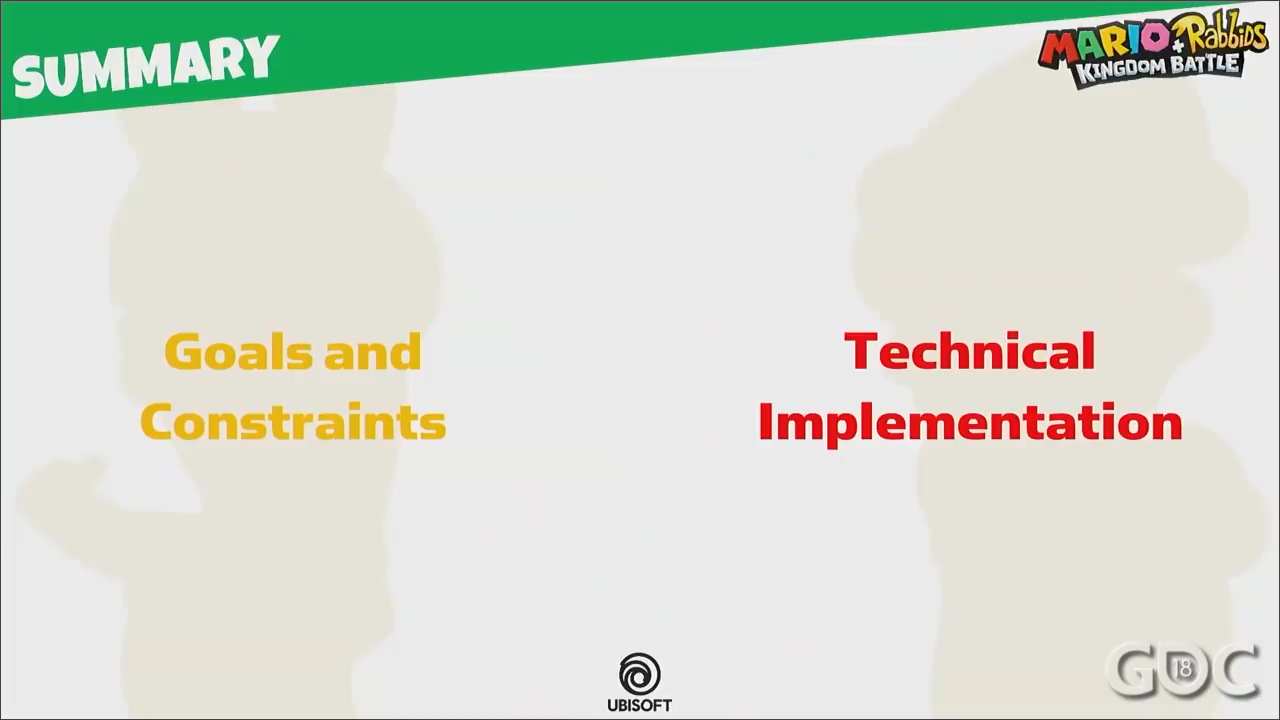 SUMMARY
MARIO + Rabbids
KINGDOM BATTLE
Goals and
Constraints
Technical
Implementation
UBISOFT
GDC
18